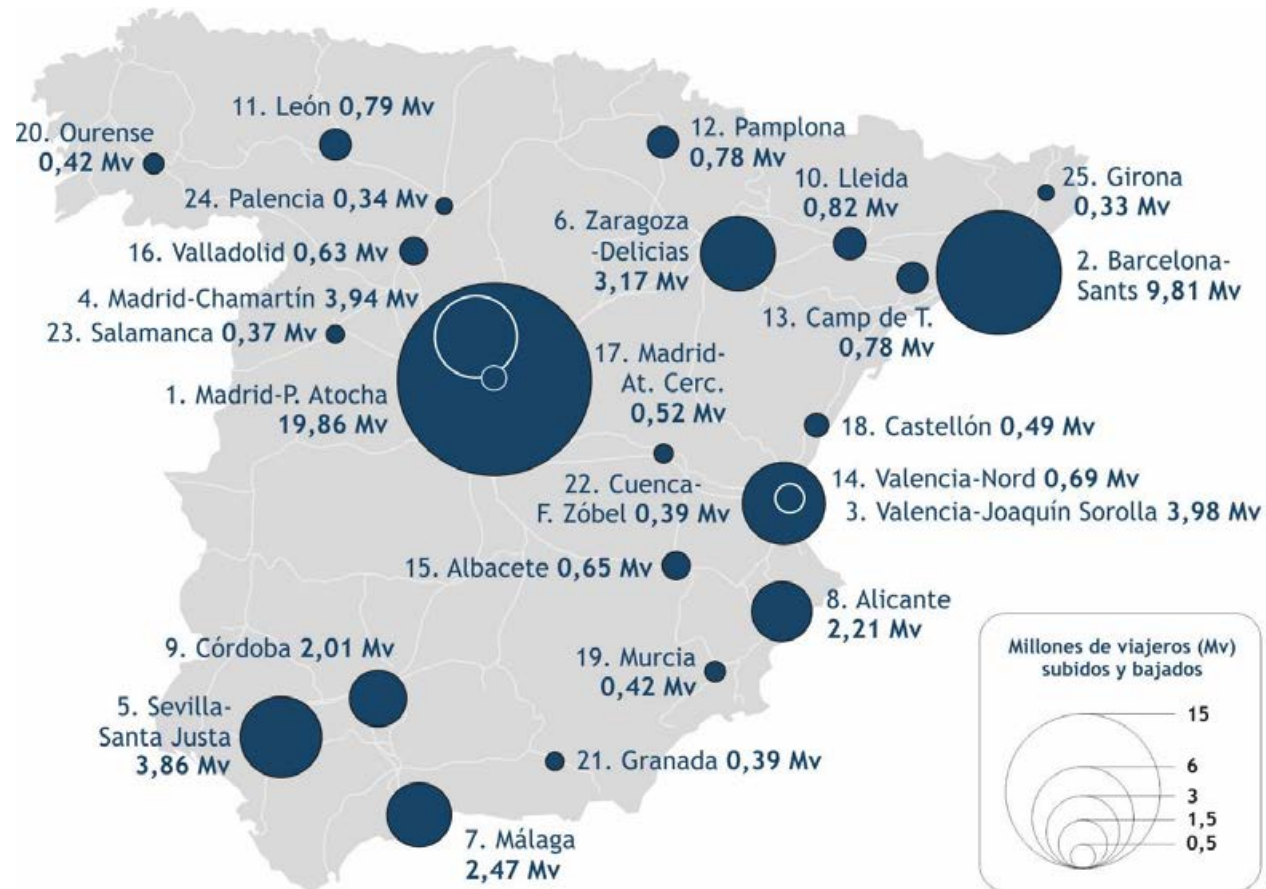 11. León 0,79 Mv
20. Ourense
0,42 Mv
12. Pamplona
0,78 Mv
10. Lleida
0,82 Mv
25. Girona
0,33 Mv
24. Palencia 0,34 Mv
6. Zaragoza
-Delicias
3,17 Mv
16. Valladolid 0,63 Mv
2. Barcelona-
Sants 9,81 Mv
4. Madrid-Chamartín 3,94 Mv
23. Salamanca 0,37 Mv
13. Camp de T.
0,78 Mv
17. Madrid-
At. Cerc.
0,52 Mv
1. Madrid-P. Atocha
19,86 Mv
18. Castellón 0,49 Mv
22. Cuenca-
F. Zóbel 0,39 Mv
14. Valencia-Nord 0,69 Mv
3. Valencia-Joaquín Sorolla 3,98 Mv
15. Albacete 0,65 Mv
8. Alicante
2,21 Mv
9. Córdoba 2,01 Mv
19. Murcia
0,42 Mv
5. Sevilla-
Santa Justa
3,86 Mv
21. Granada 0,39 Mv
7. Málaga
2,47 Mv
Millones de viajeros (Mv)
subidos y bajados
15
6
3
1,5
0,5